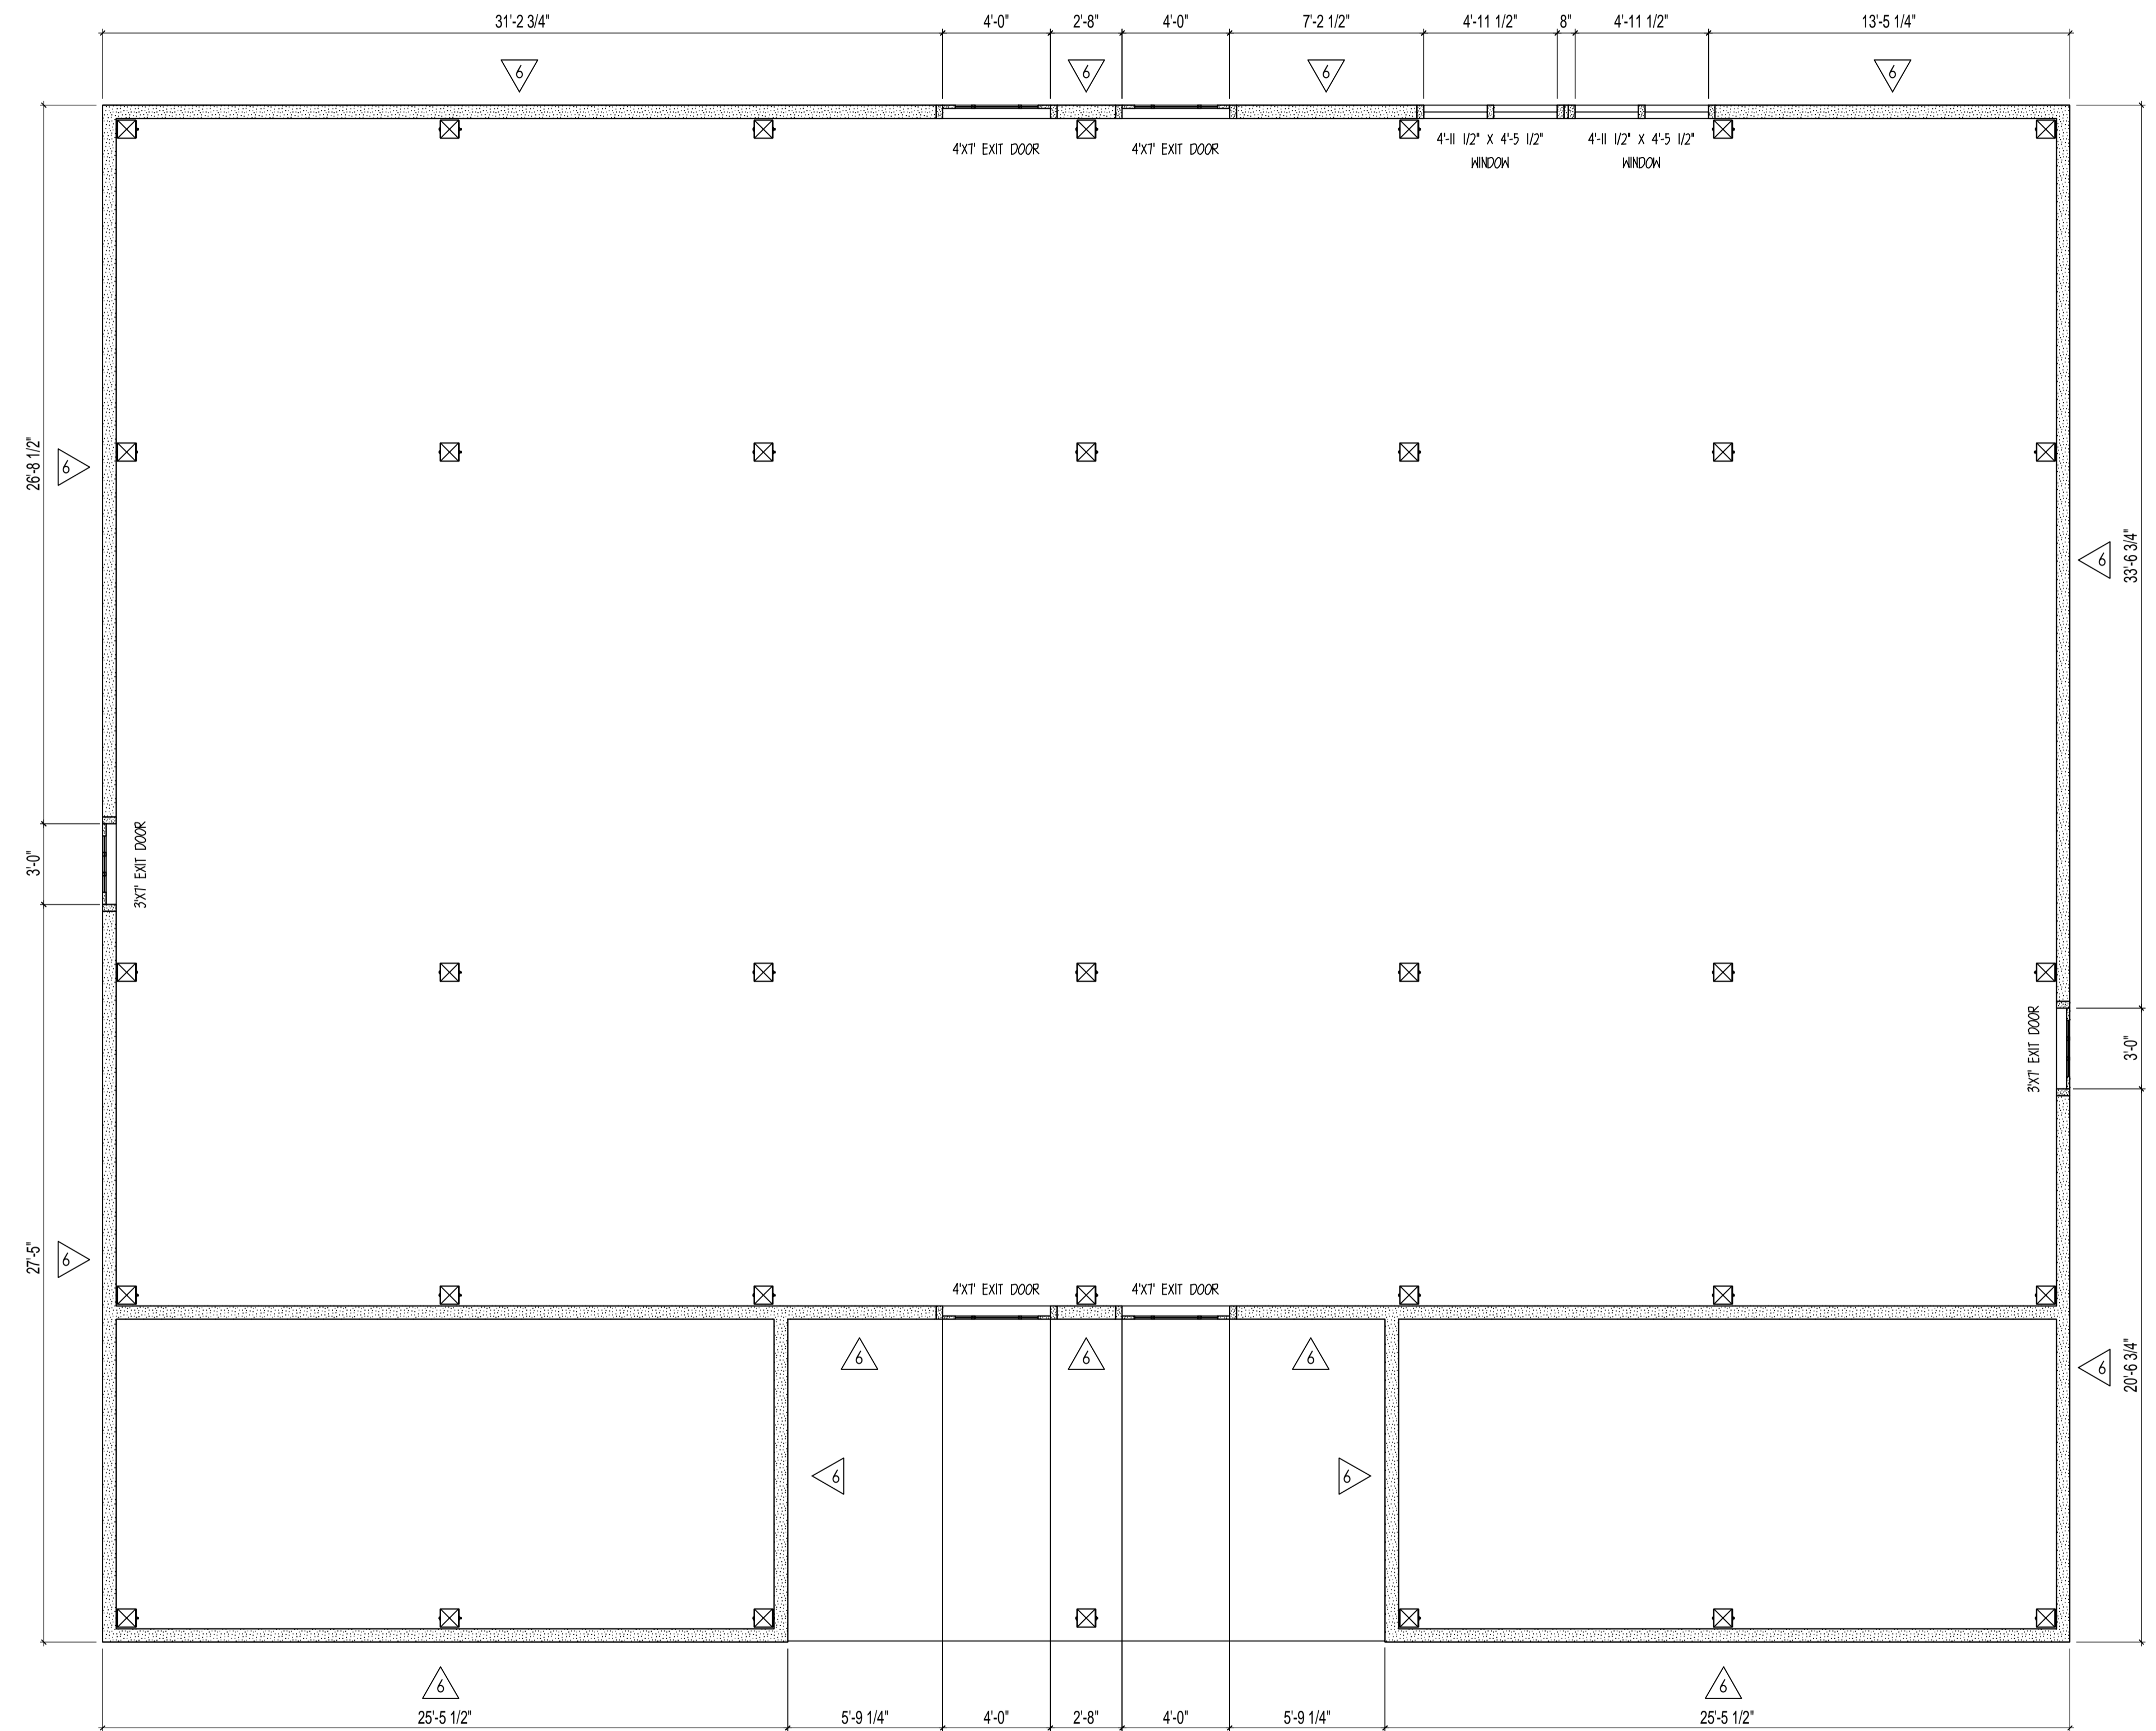 31'-2 3/4" 4'-0" 2'-8" 4'-0" 7'-2 1/2" 4'-11 1/2" 8" 4'-11 1/2" 13'-5 1/4"
6 6 6 6
4'X7' EXIT DOOR 4'X7' EXIT DOOR
4'-11 1/2" X 4'-5 1/2" 4'-11 1/2" X 4'-5 1/2"
WINDOW WINDOW
26'-8 1/2"
6
6
33'-6 3/4"
3'-0"
3'X7' EXIT DOOR
3'X7' EXIT DOOR
3'-0"
27'-5"
6
4'X7' EXIT DOOR 4'X7' EXIT DOOR
6 6 6
6
20'-6 3/4"
6 6
6 6
25'-5 1/2" 5'-9 1/4" 4'-0" 2'-8" 4'-0" 5'-9 1/4" 25'-5 1/2"